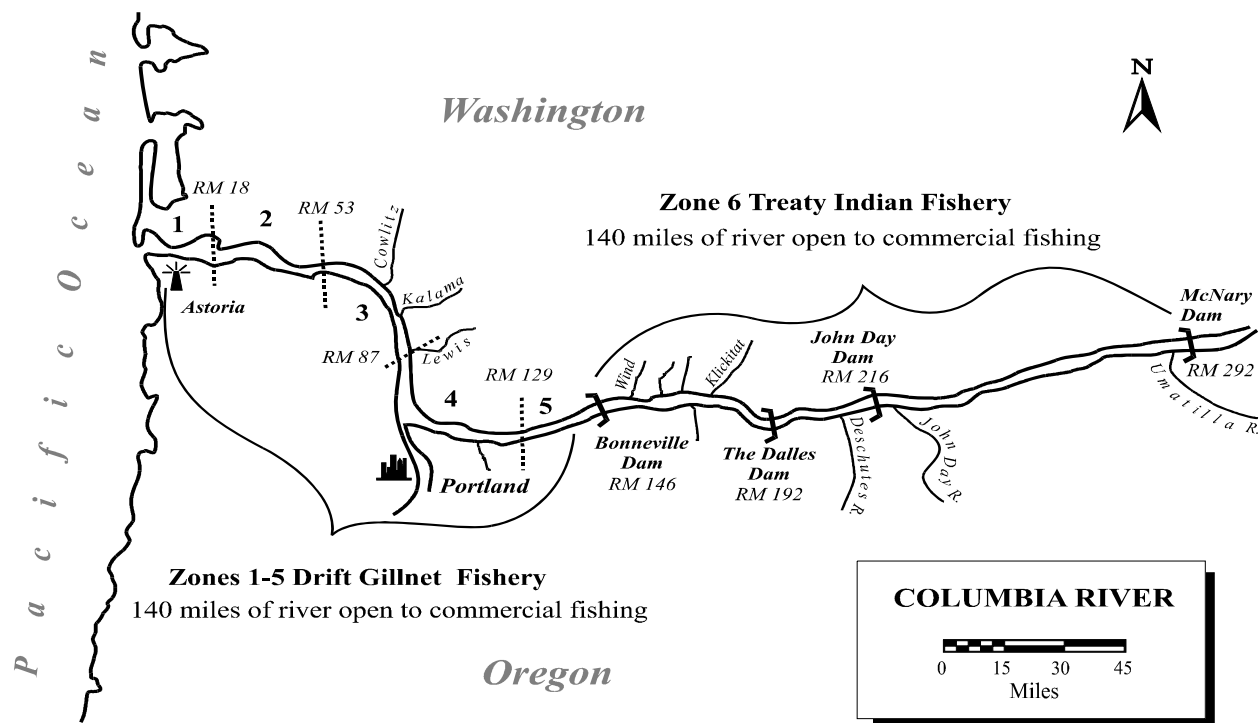 Pacific Ocean
Washington
N
Zone 6 Treaty Indian Fishery
140 miles of river open to commercial fishing
RM 18
RM 53
1
2
3
4
5
Cowlitz
Kalama
Lewis
RM 87
RM 129
Astoria
Portland
Wind
Klickitat
Bonneville
Dam
RM 146
The Dalles
Dam
RM 192
John Day
Dam
RM 216
Deschutes R.
John Day R.
McNary
Dam
RM 292
Umatilla R.
Zones 1-5 Drift Gillnet Fishery
140 miles of river open to commercial fishing
Oregon
COLUMBIA RIVER
0 15 30 45
Miles